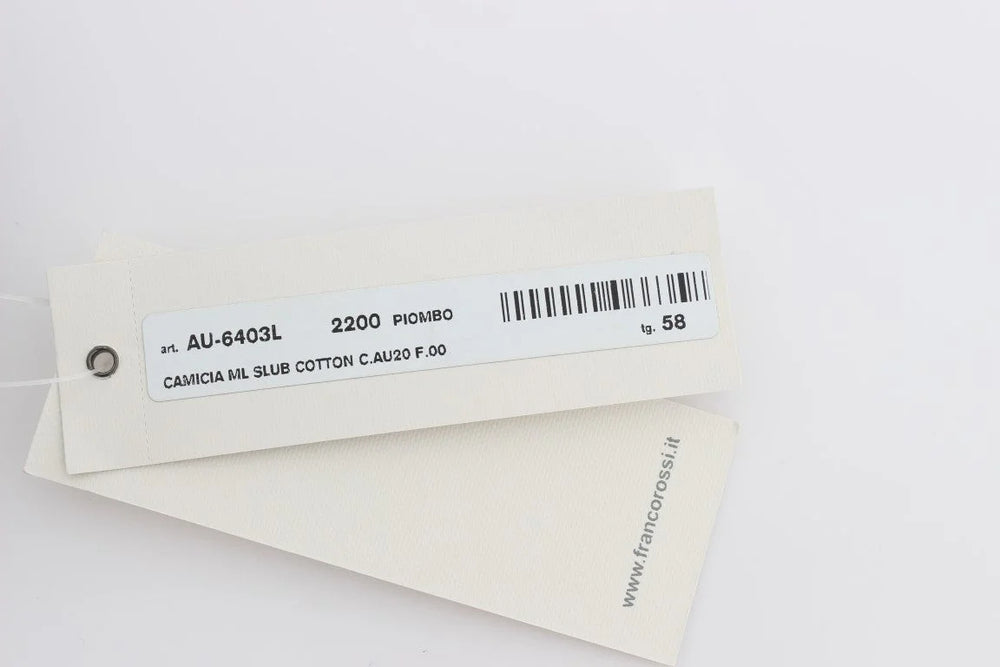 art. AU-6403L 2200 PIOMBO
tg. 58
CAMICIA ML SLUB COTTON C.AU20 F.00
www.francorossi.it